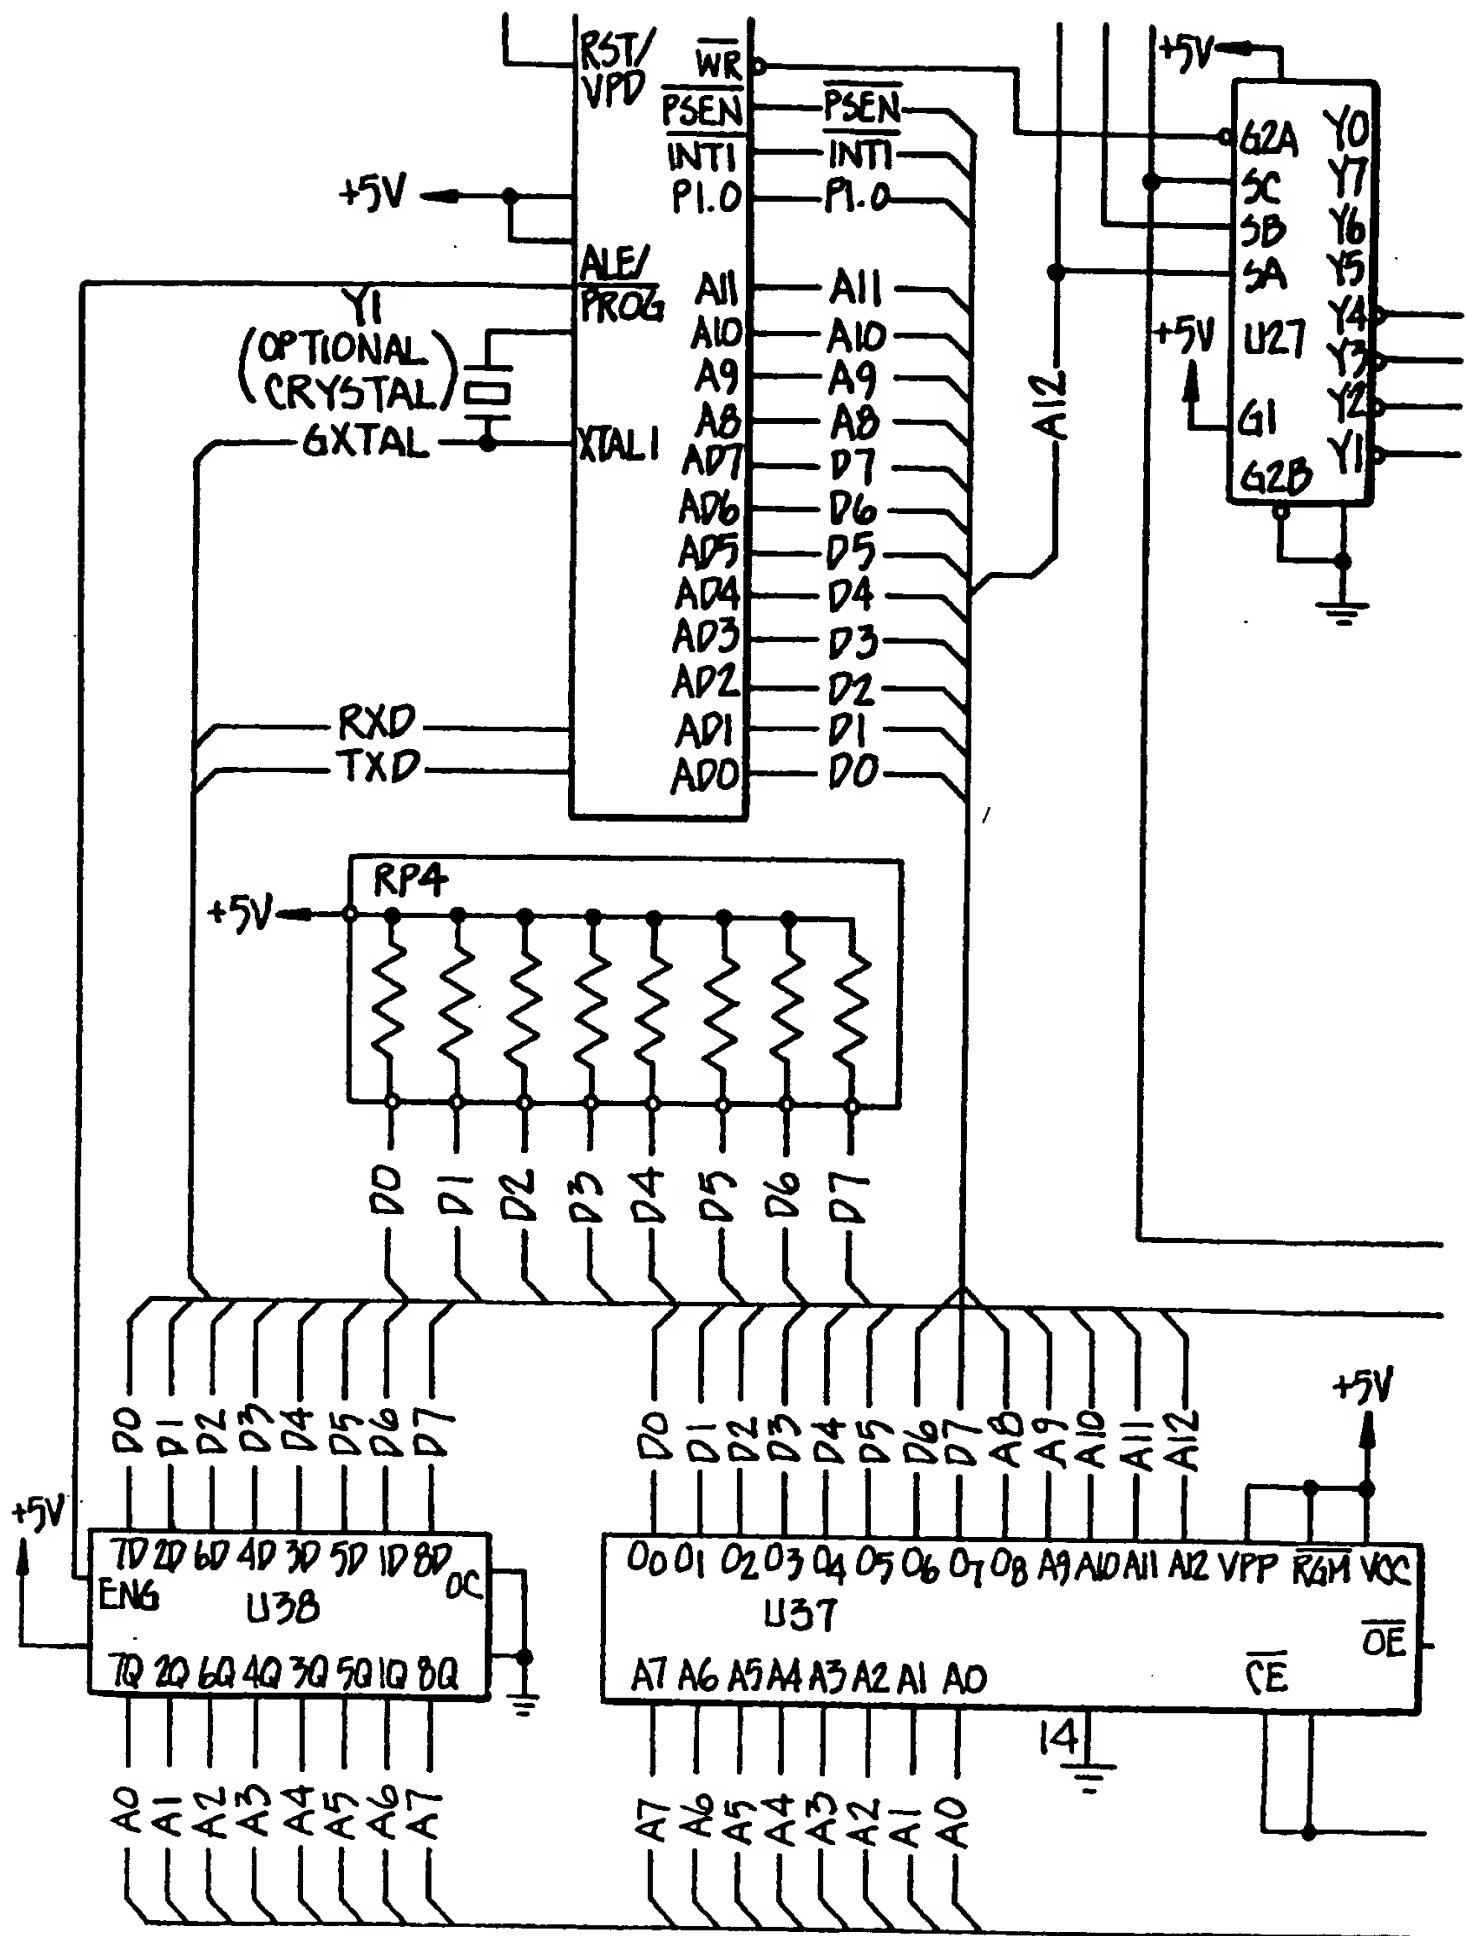 RST/
VPD
WR
PSEN
PSEN
INT1
INT1
P1.0
P1.0
+5V
ALE/
PROG
Y1
(OPTIONAL
CRYSTAL)
GXTAL
XTAL1
A11
A11
A10
A10
A9
A9
A8
A8
AD7
D7
AD6
D6
AD5
D5
AD4
D4
AD3
D3
AD2
D2
AD1
D1
AD0
D0
RXD
TXD
A12
+5V
G2A
Y0
SC
Y7
SB
Y6
SA
Y5
+5V
U27
Y4
Y3
G1
Y2
G2B
Y1
RP4
+5V
D0 D1 D2 D3 D4 D5 D6 D7
D0 D1 D2 D3 D4 D5 D6 D7
D0 D1 D2 D3 D4 D5 D6 D7 A8 A9 A10 A11 A12
+5V
+5V
7D 2D 6D 4D 3D 5D 1D 8D
ENG
U38
OC
7Q 2Q 6Q 4Q 3Q 5Q 1Q 8Q
A0 A1 A2 A3 A4 A5 A6 A7
O0 O1 O2 O3 O4 O5 O6 O7 O8 A9 A10 A11 A12 VPP RGM VCC
U37
OE
A7 A6 A5 A4 A3 A2 A1 A0
CE
14
A7 A6 A5 A4 A3 A2 A1 A0